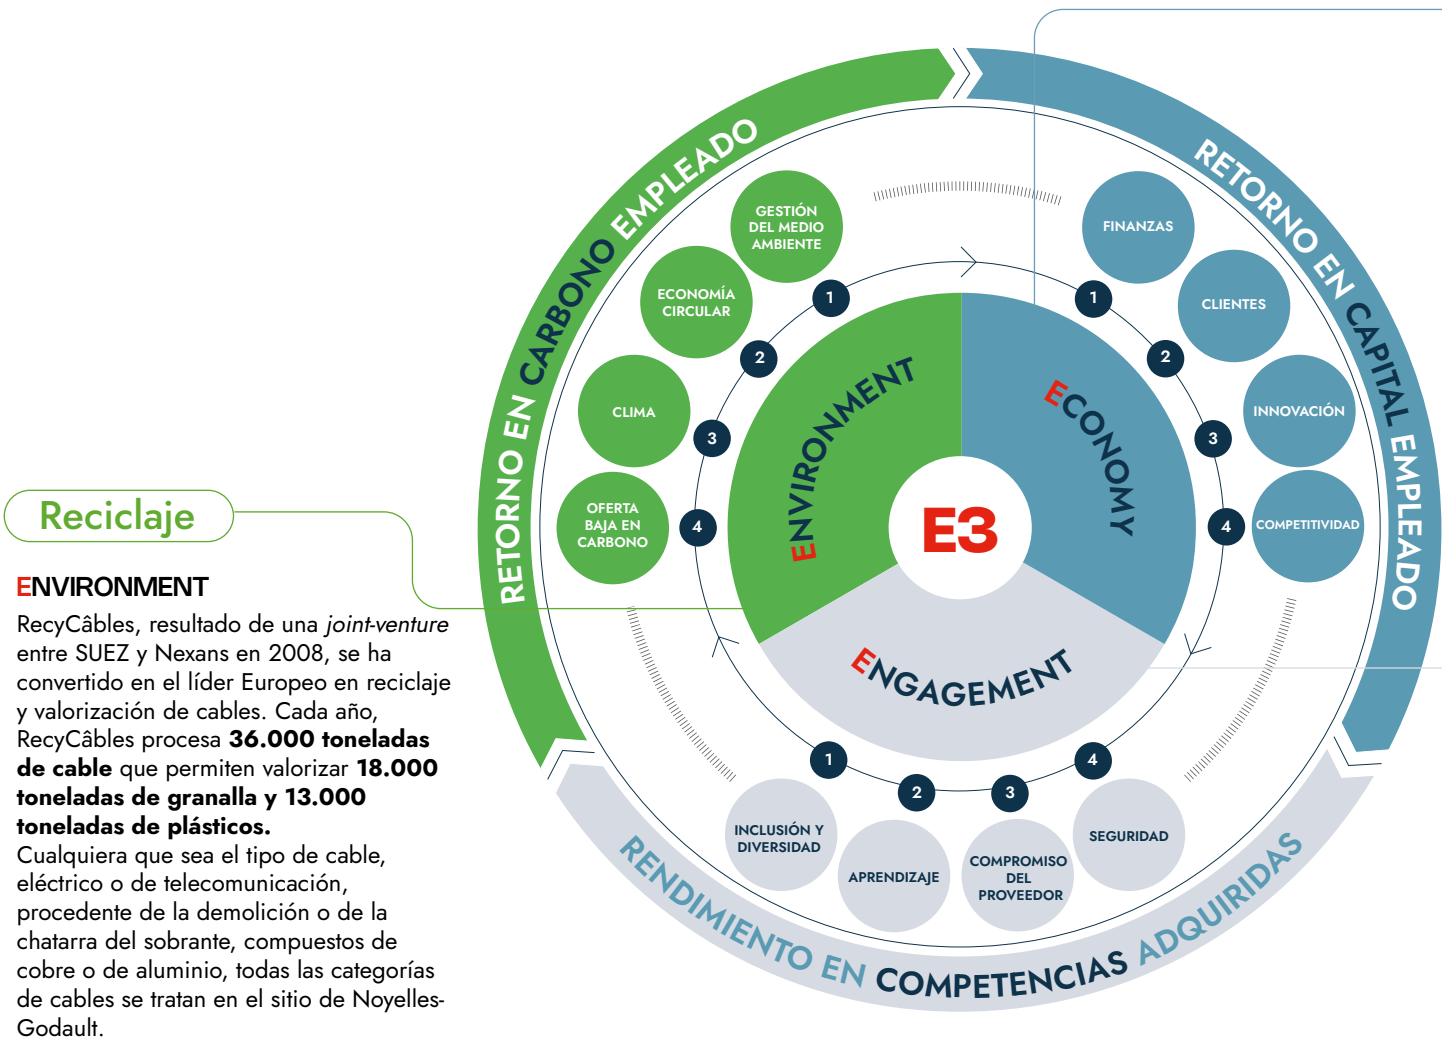 RETORNO EN CARBONO EMPLEADO
RETORNO EN CAPITAL EMPLEADO
GESTIÓN
DEL MEDIO
AMBIENTE
ECONOMÍA
CIRCULAR
CLIMA
OFERTA
BAJA EN
CARBONO
1
2
3
4
FINANZAS
CLIENTES
INNOVACIÓN
COMPETITIVIDAD
1
2
3
4
ENVIRONMENT
ECONOMY
E3
ENGAGEMENT
1
2
3
4
INCLUSIÓN Y
DIVERSIDAD
APRENDIZAJE
COMPROMISO
DEL
PROVEEDOR
SEGURIDAD
RENDIMIENTO EN COMPETENCIAS ADQUIRIDAS
Reciclaje
ENVIRONMENT
RecyCâbles, resultado de una joint-venture
entre SUEZ y Nexans en 2008, se ha
convertido en el líder Europeo en reciclaje
y valorización de cables. Cada año,
RecyCâbles procesa 36.000 toneladas
de cable que permiten valorizar 18.000
toneladas de granalla y 13.000
toneladas de plásticos.
Cualquiera que sea el tipo de cable,
eléctrico o de telecomunicación,
procedente de la demolición o de la
chatarra del sobrante, compuestos de
cobre o de aluminio, todas las categorías
de cables se tratan en el sitio de Noyelles-
Godault.